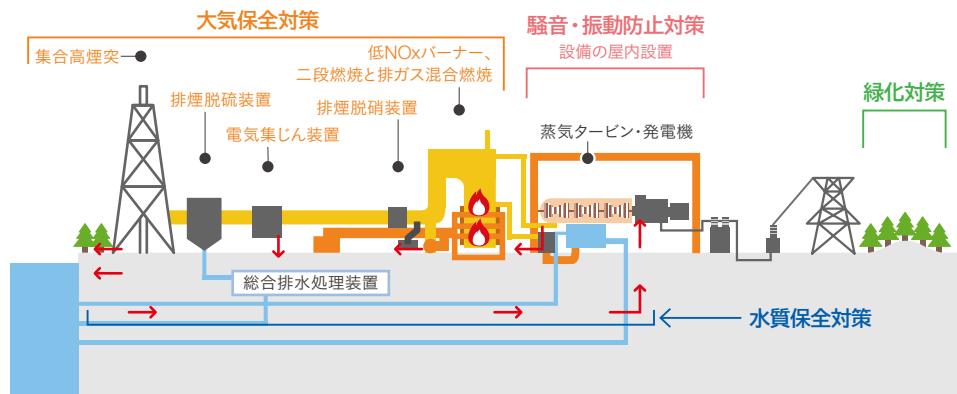 大気保全対策
集合高煙突
排煙脱硫装置
電気集じん装置
排煙脱硝装置
低NOxバーナー、
二段燃焼と排ガス混合燃焼
騒音・振動防止対策
設備の屋内設置
蒸気タービン・発電機
緑化対策
総合排水処理装置
水質保全対策